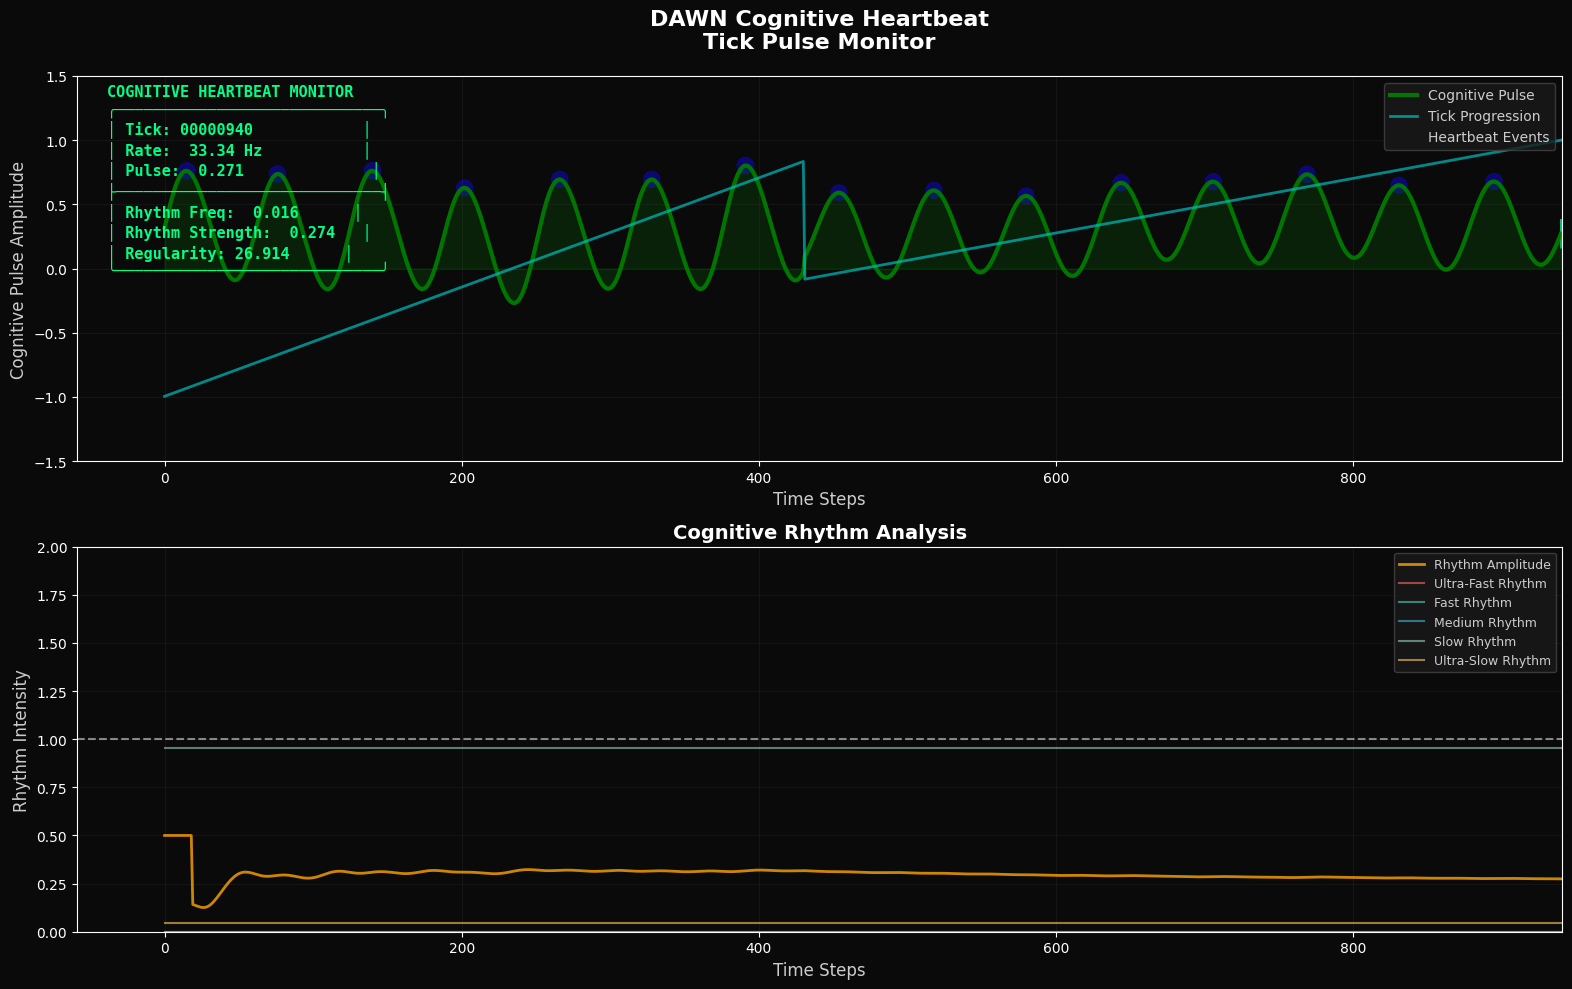 DAWN Cognitive Heartbeat
Tick Pulse Monitor
COGNITIVE HEARTBEAT MONITOR
Tick: 00000940
Rate:  33.34 Hz
Pulse:  0.271
Rhythm Freq:  0.016
Rhythm Strength:  0.274
Regularity: 26.914
Cognitive Pulse
Tick Progression
Heartbeat Events
Cognitive Pulse Amplitude
1.5
1.0
0.5
0.0
−0.5
−1.0
−1.5
0 200 400 600 800
Time Steps
Cognitive Rhythm Analysis
Rhythm Amplitude
Ultra-Fast Rhythm
Fast Rhythm
Medium Rhythm
Slow Rhythm
Ultra-Slow Rhythm
Rhythm Intensity
2.00
1.75
1.50
1.25
1.00
0.75
0.50
0.25
0.00
0 200 400 600 800
Time Steps